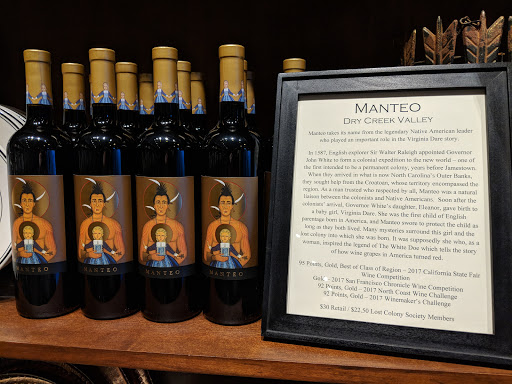 MANTEO
DRY CREEK VALLEY
Manteo takes its name from the legendary Native American leader
who played an important role in the Virginia Dare story.
In 1587, English explorer Sir Walter Raleigh appointed Governor
John White to form a colonial expedition to the new world – one of
the first intended to be a permanent colony, years before Jamestown.
When they arrived in what is now North Carolina's Outer Banks,
they sought help from the Croatoan, whose territory encompassed the
region. As a man trusted and respected by all, Manteo was a natural
liaison between the colonists and Native Americans. Soon after the
colonists' arrival, Governor White's daughter, Eleanor, gave birth to
a baby girl, Virginia Dare. She was the first child of English
parentage born in America, and Manteo swore to protect the child as
long as they both lived. Many mysteries surround this girl and the
lost colony into which she was born. It was supposedly she who, as a
woman, inspired the legend of The White Doe which tells the story
of how wine grapes in America turned red.
95 Points, Gold, Best of Class of Region – 2017 California State Fair
Wine Competition
Gold – 2017 San Francisco Chronicle Wine Competition
92 Points, Gold – 2017 North Coast Wine Challenge
92 Points, Gold – 2017 Winemaker's Challenge
$30 Retail / $22.50 Lost Colony Society Members
MANTEO
MANTEO
MANTEO
MANTEO